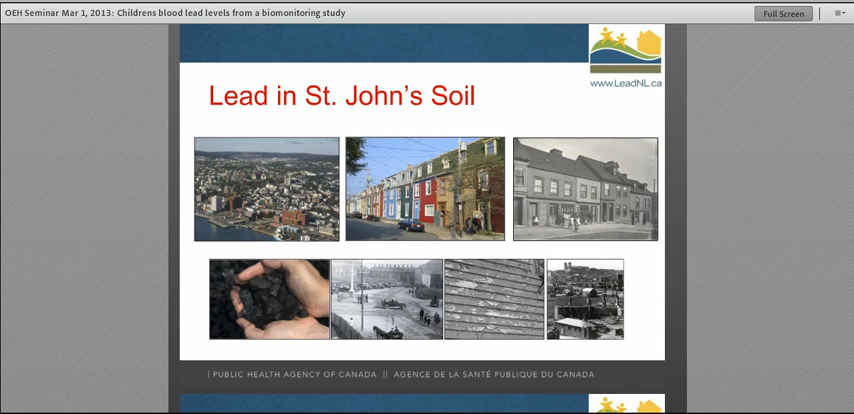 OEH Seminar Mar 1, 2013: Childrens blood lead levels from a biomonitoring study
Full Screen
www.LeadNL.ca
Lead in St. John's Soil
| PUBLIC HEALTH AGENCY OF CANADA || AGENCE DE LA SANTÉ PUBLIQUE DU CANADA